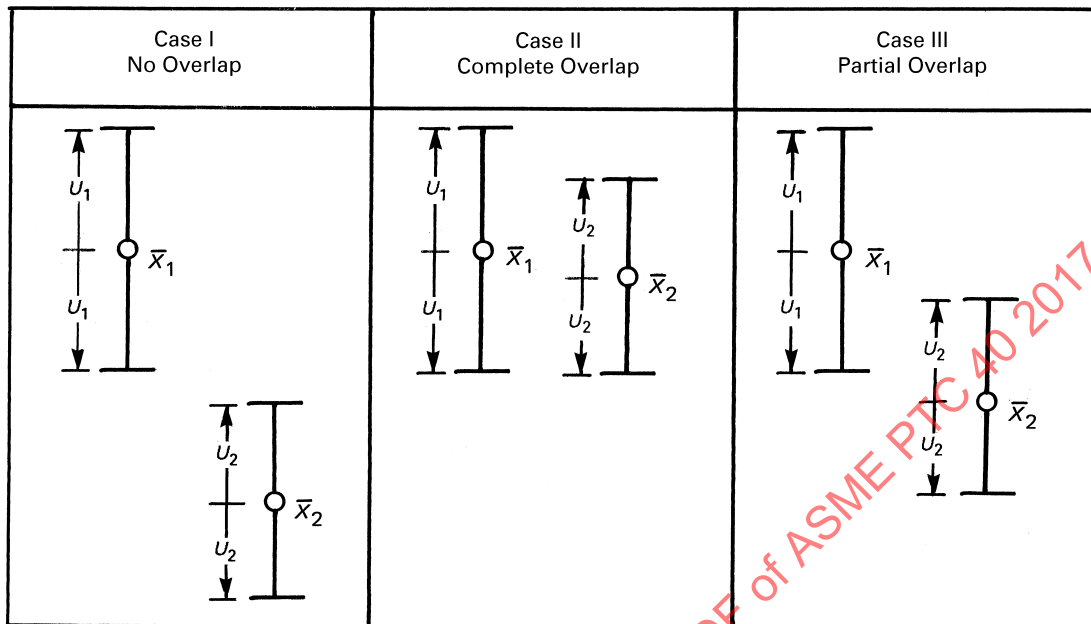 Case I
No Overlap
Case II
Complete Overlap
Case III
Partial Overlap
U1
X̅1
U1
U2
X̅2
U2
U1
X̅1
U1
U2
X̅2
U2
U1
X̅1
U1
U2
X̅2
U2
of ASME PTC 40 2017